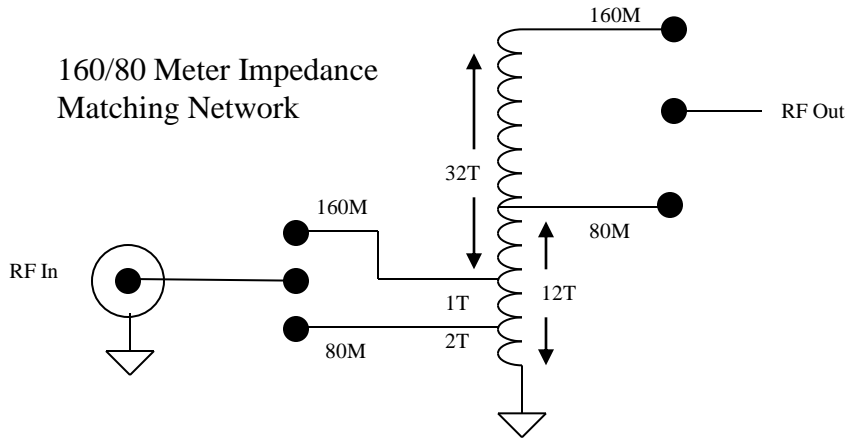 160M
160/80 Meter Impedance
Matching Network
RF Out
32T
160M
80M
RF In
12T
1T
2T
80M